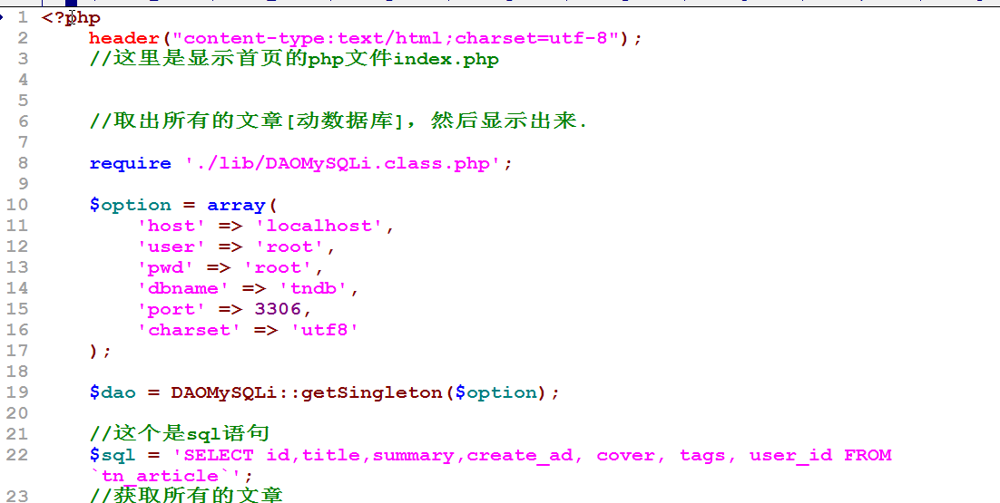 1 <?php
2 header("content-type:text/html;charset=utf-8");
3 //这里是显示首页的php文件index.php
4
5
6 //取出所有的文章[动数据库]，然后显示出来.
7
8 require './lib/DAOMySQLi.class.php';
9
10 $option = array(
11 'host' => 'localhost',
12 'user' => 'root',
13 'pwd' => 'root',
14 'dbname' => 'tndb',
15 'port' => 3306,
16 'charset' => 'utf8'
17 );
18
19 $dao = DAOMySQLi::getSingleton($option);
20
21 //这个是sql语句
22 $sql = 'SELECT id,title,summary,create_ad, cover, tags, user_id FROM
`tn_article`';
23 //获取所有的文章